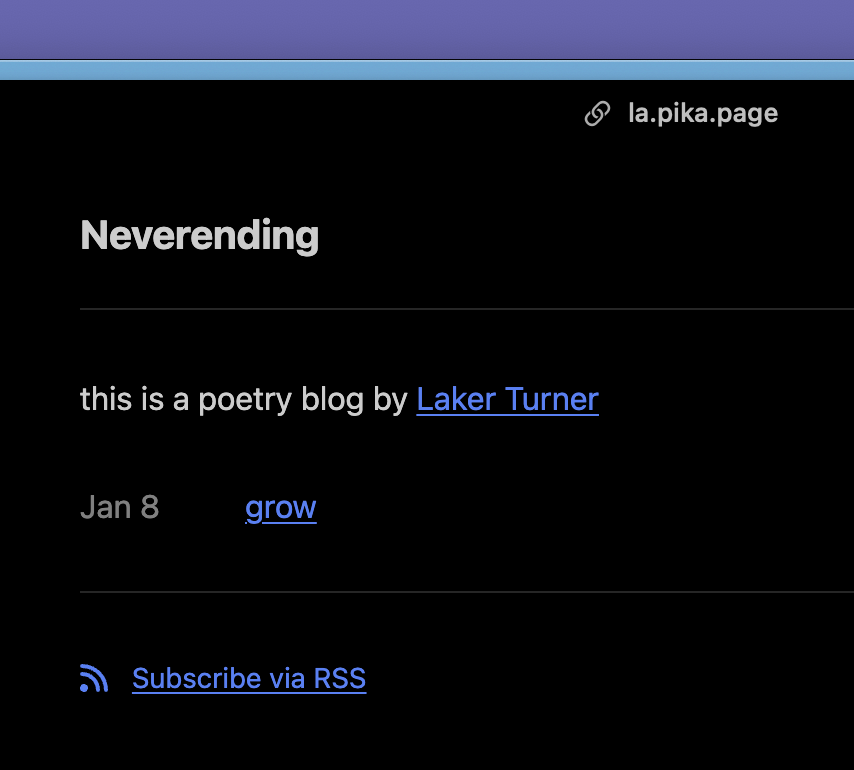 la.pika.page
Neverending
this is a poetry blog by Laker Turner
Jan 8 grow
Subscribe via RSS